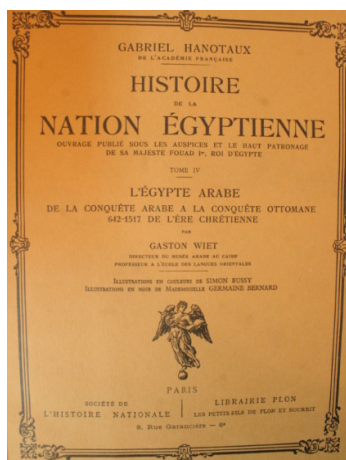 GABRIEL HANOTAUX
DE L'ACADÉMIE FRANÇAISE
HISTOIRE
DE LA
NATION ÉGYPTIENNE
OUVRAGE PUBLIÉ SOUS LES AUSPICES ET LE HAUT PATRONAGE
DE SA MAJESTÉ FOUAD Ier, ROI D'ÉGYPTE
TOME IV
L'ÉGYPTE ARABE
DE LA CONQUÊTE ARABE A LA CONQUÊTE OTTOMANE
642-1517 DE L'ÈRE CHRÉTIENNE
PAR
GASTON WIET
DIRECTEUR DU MUSÉE ARABE AU CAIRE
PROFESSEUR A L'ÉCOLE DES LANGUES ORIENTALES
ILLUSTRATIONS EN COULEURS DE SIMON BUSSY
ILLUSTRATIONS EN NOIR DE MADEMOISELLE GERMAINE BERNARD
PARIS
SOCIÉTÉ DE
L'HISTOIRE NATIONALE
LIBRAIRIE PLON
LES PETITS-FILS DE PLON ET NOURRIT
8, RUE GARANCIÈRE - 6e